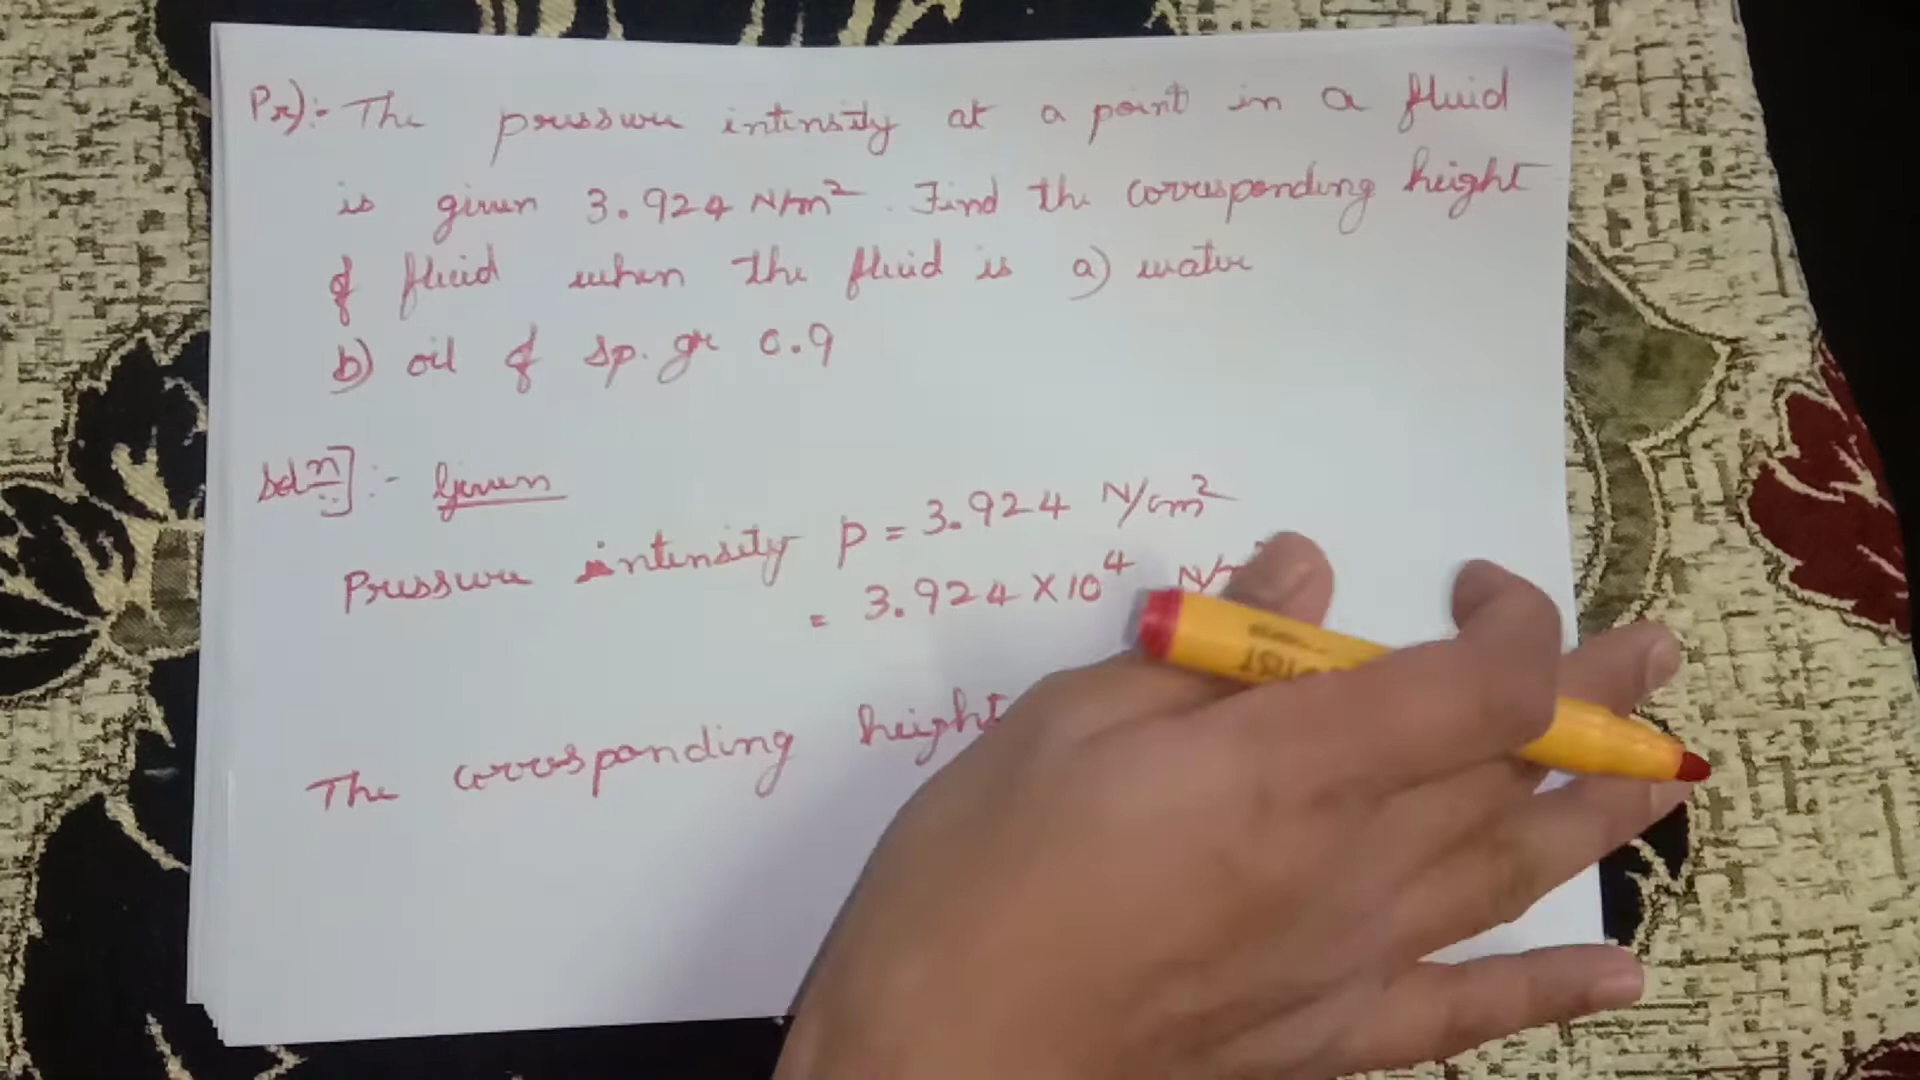 Pr):- The pressure intensity at a point in a fluid
is given 3.924 N/m². Find the corresponding height
of fluid when the fluid is a) water
b) oil of sp. gr 0.9
Solⁿ]:- Given
Pressure intensity p = 3.924 N/cm²
= 3.924 × 10⁴ N/
The corresponding height